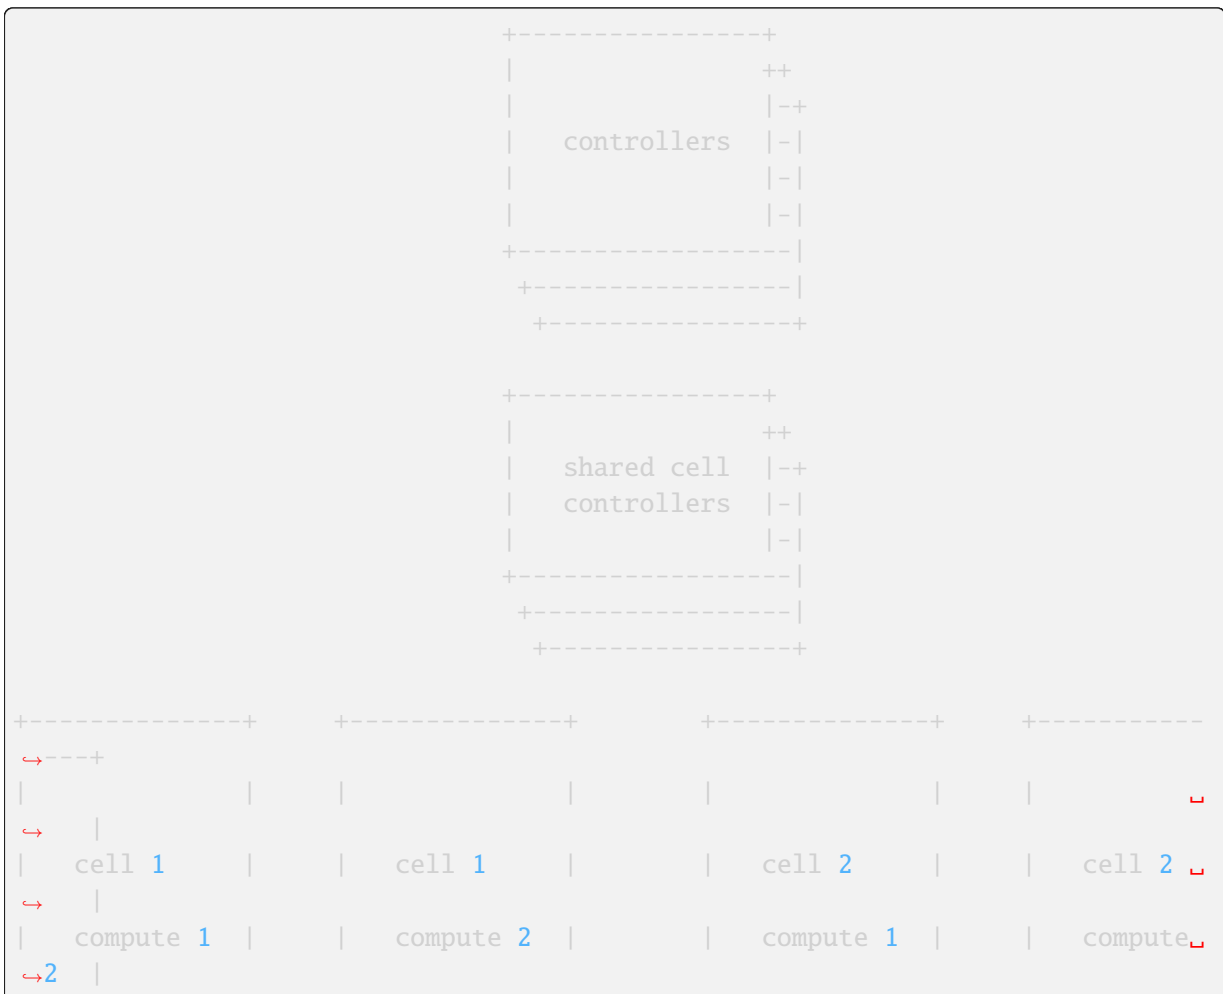 +-----------------+
                                |                 ++
                                |                 |-+
                                |   controllers   |-|
                                |                 |-|
                                |                 |-|
                                +-------------------|
                                 +------------------|
                                  +-----------------+

                                +-----------------+
                                |                 ++
                                |   shared cell   |-+
                                |   controllers   |-|
                                |                 |-|
                                +-------------------|
                                 +------------------|
                                  +-----------------+

+---------------+     +---------------+        +---------------+     +------------
↪----+
|               |     |               |        |               |     |          ␣
↪    |
|   cell 1      |     |   cell 1      |        |   cell 2      |     |   cell 2 ␣
↪    |
|   compute 1   |     |   compute 2   |        |   compute 1   |     |   compute␣
↪2   |